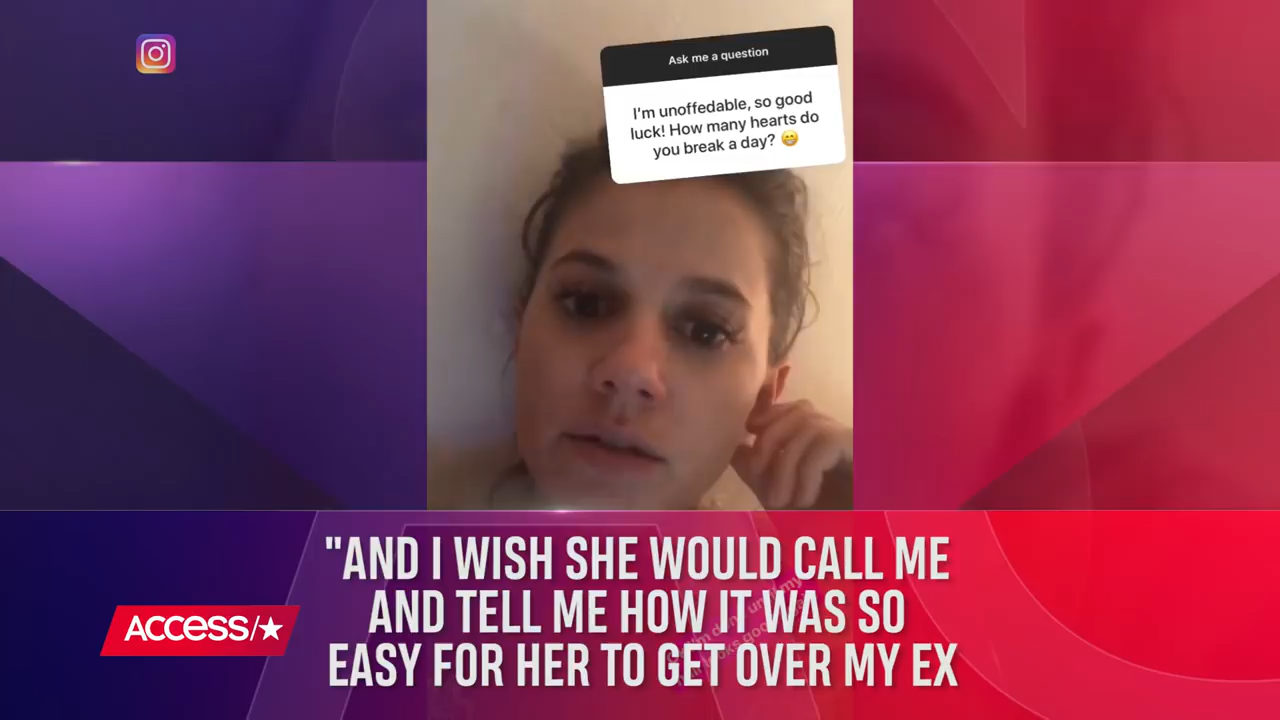 Ask me a question
I'm unoffedable, so good
luck! How many hearts do
you break a day? 😁
"AND I WISH SHE WOULD CALL ME
AND TELL ME HOW IT WAS SO
EASY FOR HER TO GET OVER MY EX
ACCESS/★